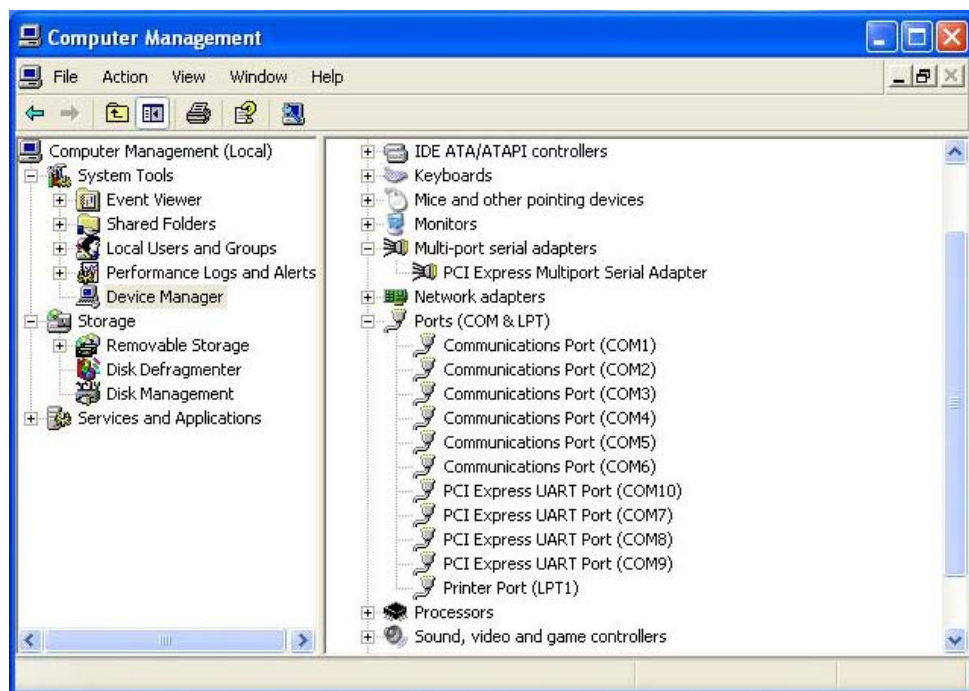 Computer Management
File Action View Window Help
Computer Management (Local)
System Tools
Event Viewer
Shared Folders
Local Users and Groups
Performance Logs and Alerts
Device Manager
Storage
Removable Storage
Disk Defragmenter
Disk Management
Services and Applications
IDE ATA/ATAPI controllers
Keyboards
Mice and other pointing devices
Monitors
Multi-port serial adapters
PCI Express Multiport Serial Adapter
Network adapters
Ports (COM & LPT)
Communications Port (COM1)
Communications Port (COM2)
Communications Port (COM3)
Communications Port (COM4)
Communications Port (COM5)
Communications Port (COM6)
PCI Express UART Port (COM10)
PCI Express UART Port (COM7)
PCI Express UART Port (COM8)
PCI Express UART Port (COM9)
Printer Port (LPT1)
Processors
Sound, video and game controllers